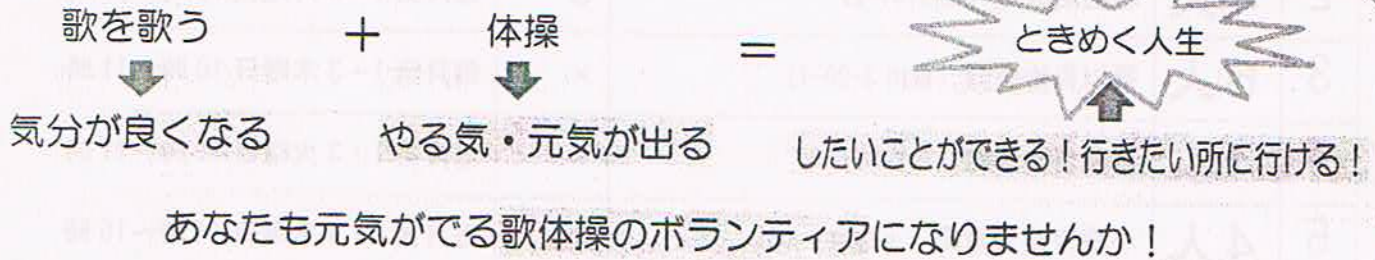 歌を歌う + 体操 = ときめく人生
気分が良くなる やる気・元気が出る したいことができる!行きたい所に行ける!
あなたも元気がでる歌体操のボランティアになりませんか!